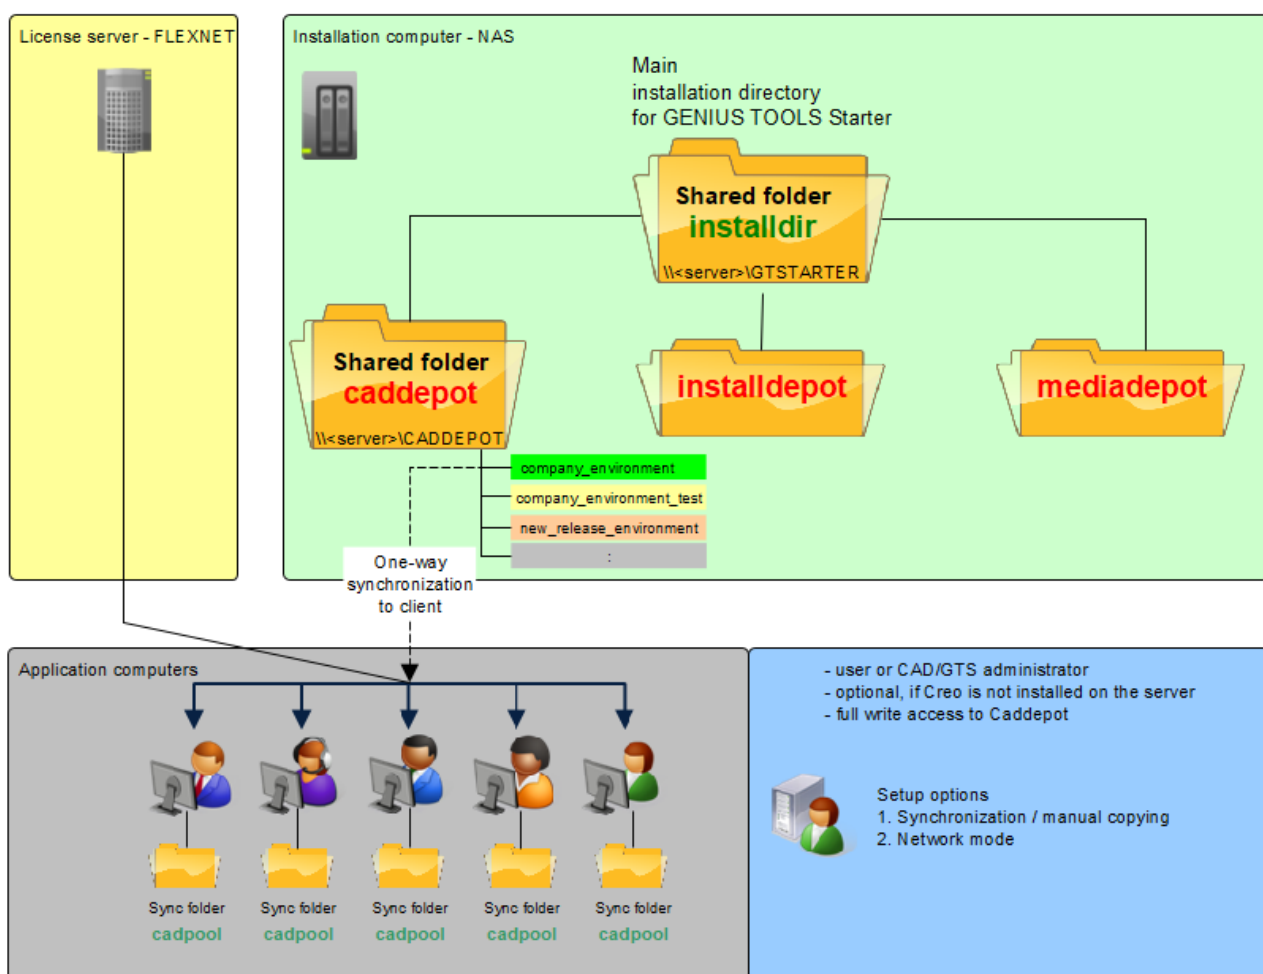 License server - FLEXNET
Installation computer - NAS
Main
installation directory
for GENIUS TOOLS Starter
Shared folder
installdir
\\<server>\GTSTARTER
Shared folder
caddepot
\\<server>\CADDEPOT
installdepot
mediadepot
company_environment
company_environment_test
new_release_environment
:
One-way
synchronization
to client
Application computers
Sync folder
cadpool
Sync folder
cadpool
Sync folder
cadpool
Sync folder
cadpool
Sync folder
cadpool
- user or CAD/GTS administrator
- optional, if Creo is not installed on the server
- full write access to Caddepot
Setup options
1. Synchronization / manual copying
2. Network mode